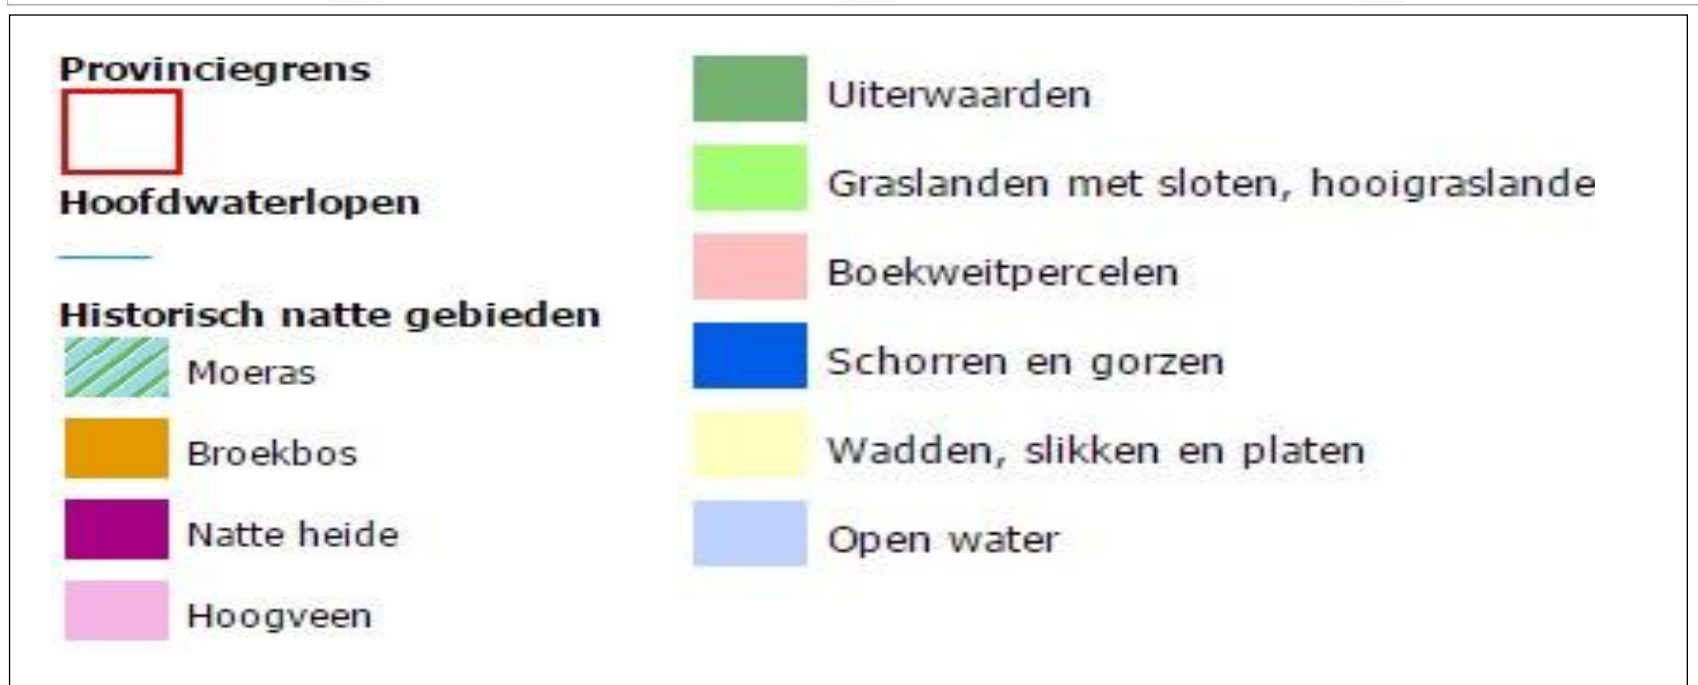 Provinciegrens
Hoofdwaterlopen
Historisch natte gebieden
Moeras
Broekbos
Natte heide
Hoogveen
Uiterwaarden
Graslanden met sloten, hooigraslande
Boekweitpercelen
Schorren en gorzen
Wadden, slikken en platen
Open water